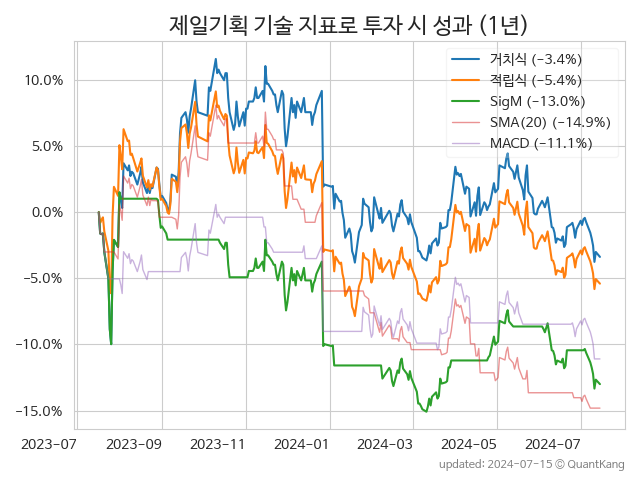 제일기획 기술 지표로 투자 시 성과 (1년)
거치식 (−3.4%)
적립식 (−5.4%)
SigM (−13.0%)
SMA(20) (−14.9%)
MACD (−11.1%)
10.0%
5.0%
0.0%
−5.0%
−10.0%
−15.0%
2023−07 2023−09 2023−11 2024−01 2024−03 2024−05 2024−07
updated: 2024−07−15 © QuantKang